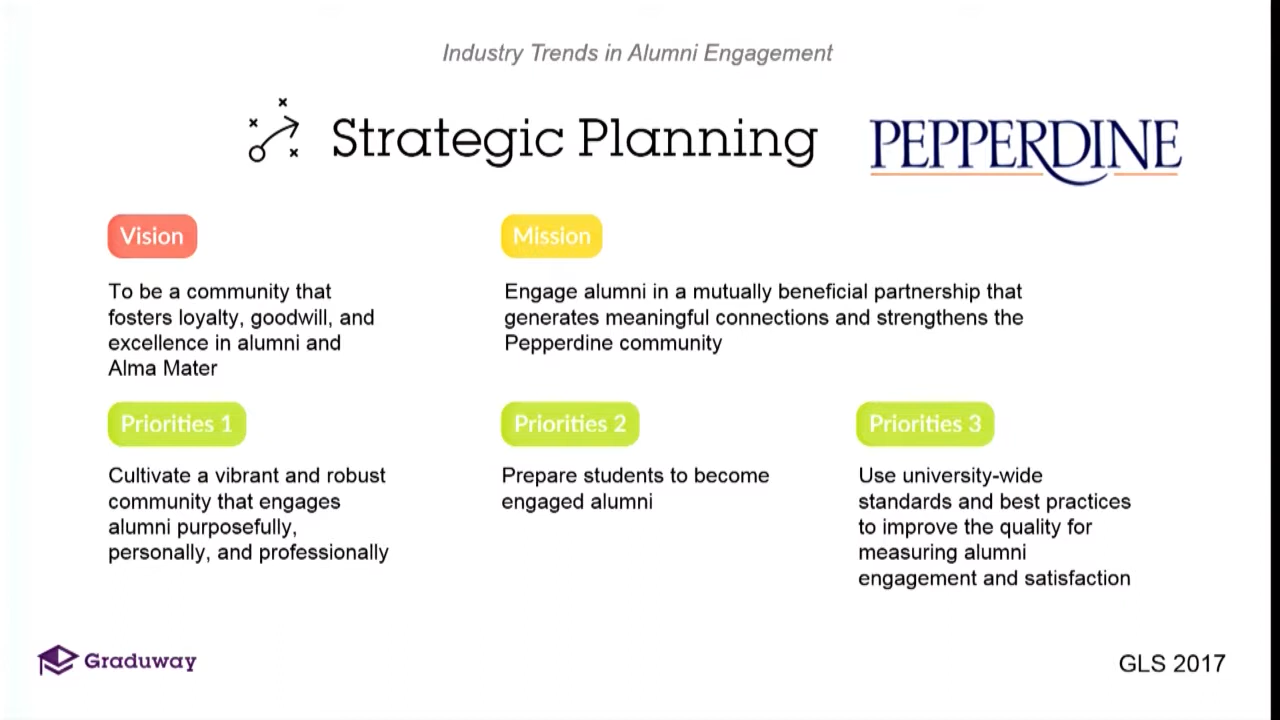 Industry Trends in Alumni Engagement
Strategic Planning
PEPPERDINE
Vision
To be a community that
fosters loyalty, goodwill, and
excellence in alumni and
Alma Mater
Mission
Engage alumni in a mutually beneficial partnership that
generates meaningful connections and strengthens the
Pepperdine community
Priorities 1
Cultivate a vibrant and robust
community that engages
alumni purposefully,
personally, and professionally
Priorities 2
Prepare students to become
engaged alumni
Priorities 3
Use university-wide
standards and best practices
to improve the quality for
measuring alumni
engagement and satisfaction
Graduway
GLS 2017